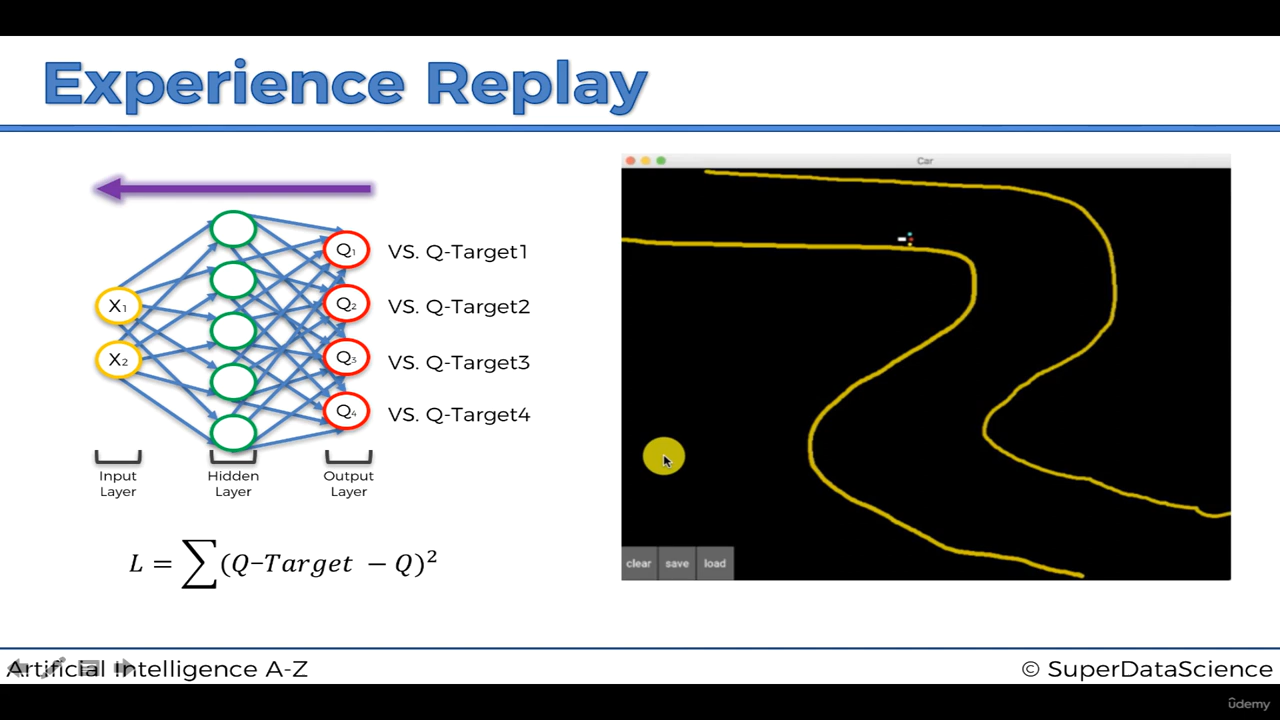 Experience Replay
Car
X1
X2
Q1
Q2
Q3
Q4
VS. Q-Target1
VS. Q-Target2
VS. Q-Target3
VS. Q-Target4
Input
Layer
Hidden
Layer
Output
Layer
L = ∑(Q-Target - Q)²
clear save load
Artificial Intelligence A-Z
© SuperDataScience
ûdemy